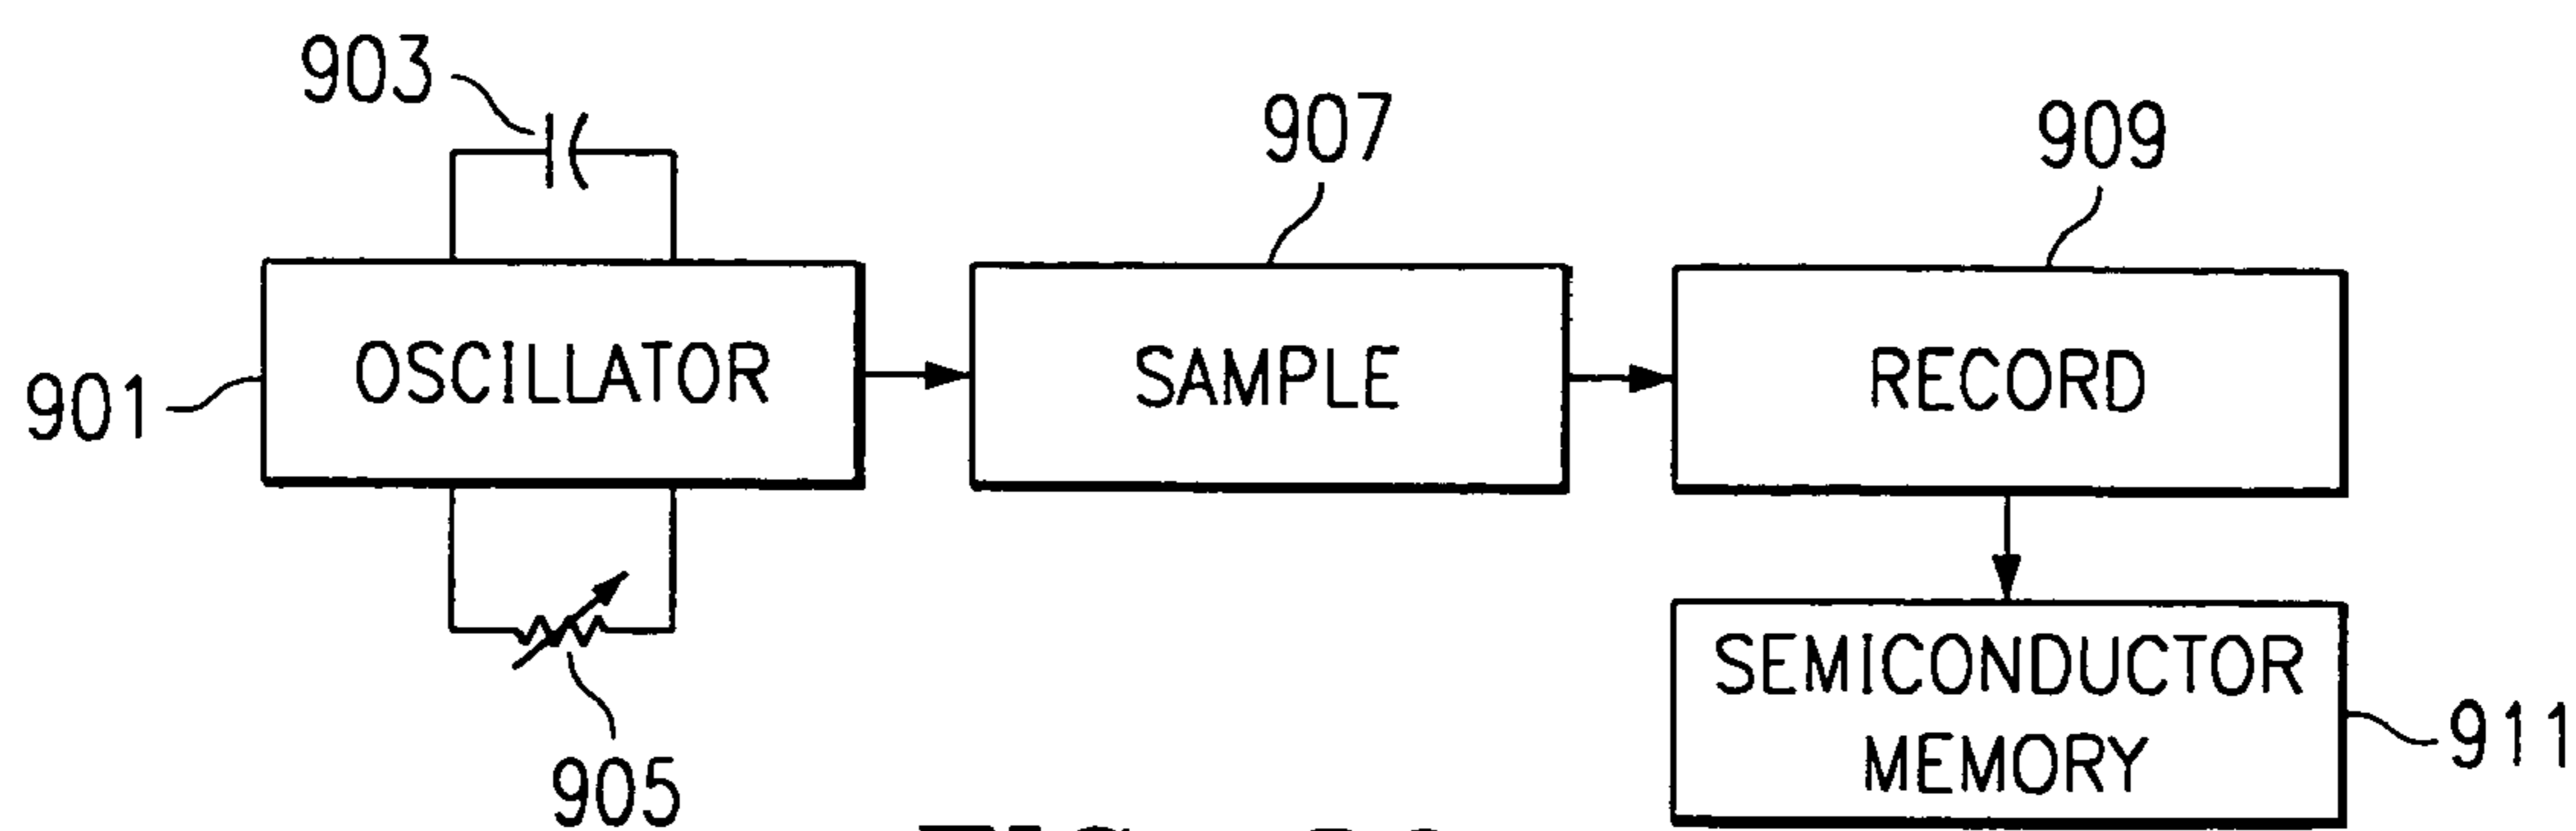 903
907
909
901
OSCILLATOR
SAMPLE
RECORD
905
SEMICONDUCTOR
MEMORY
911